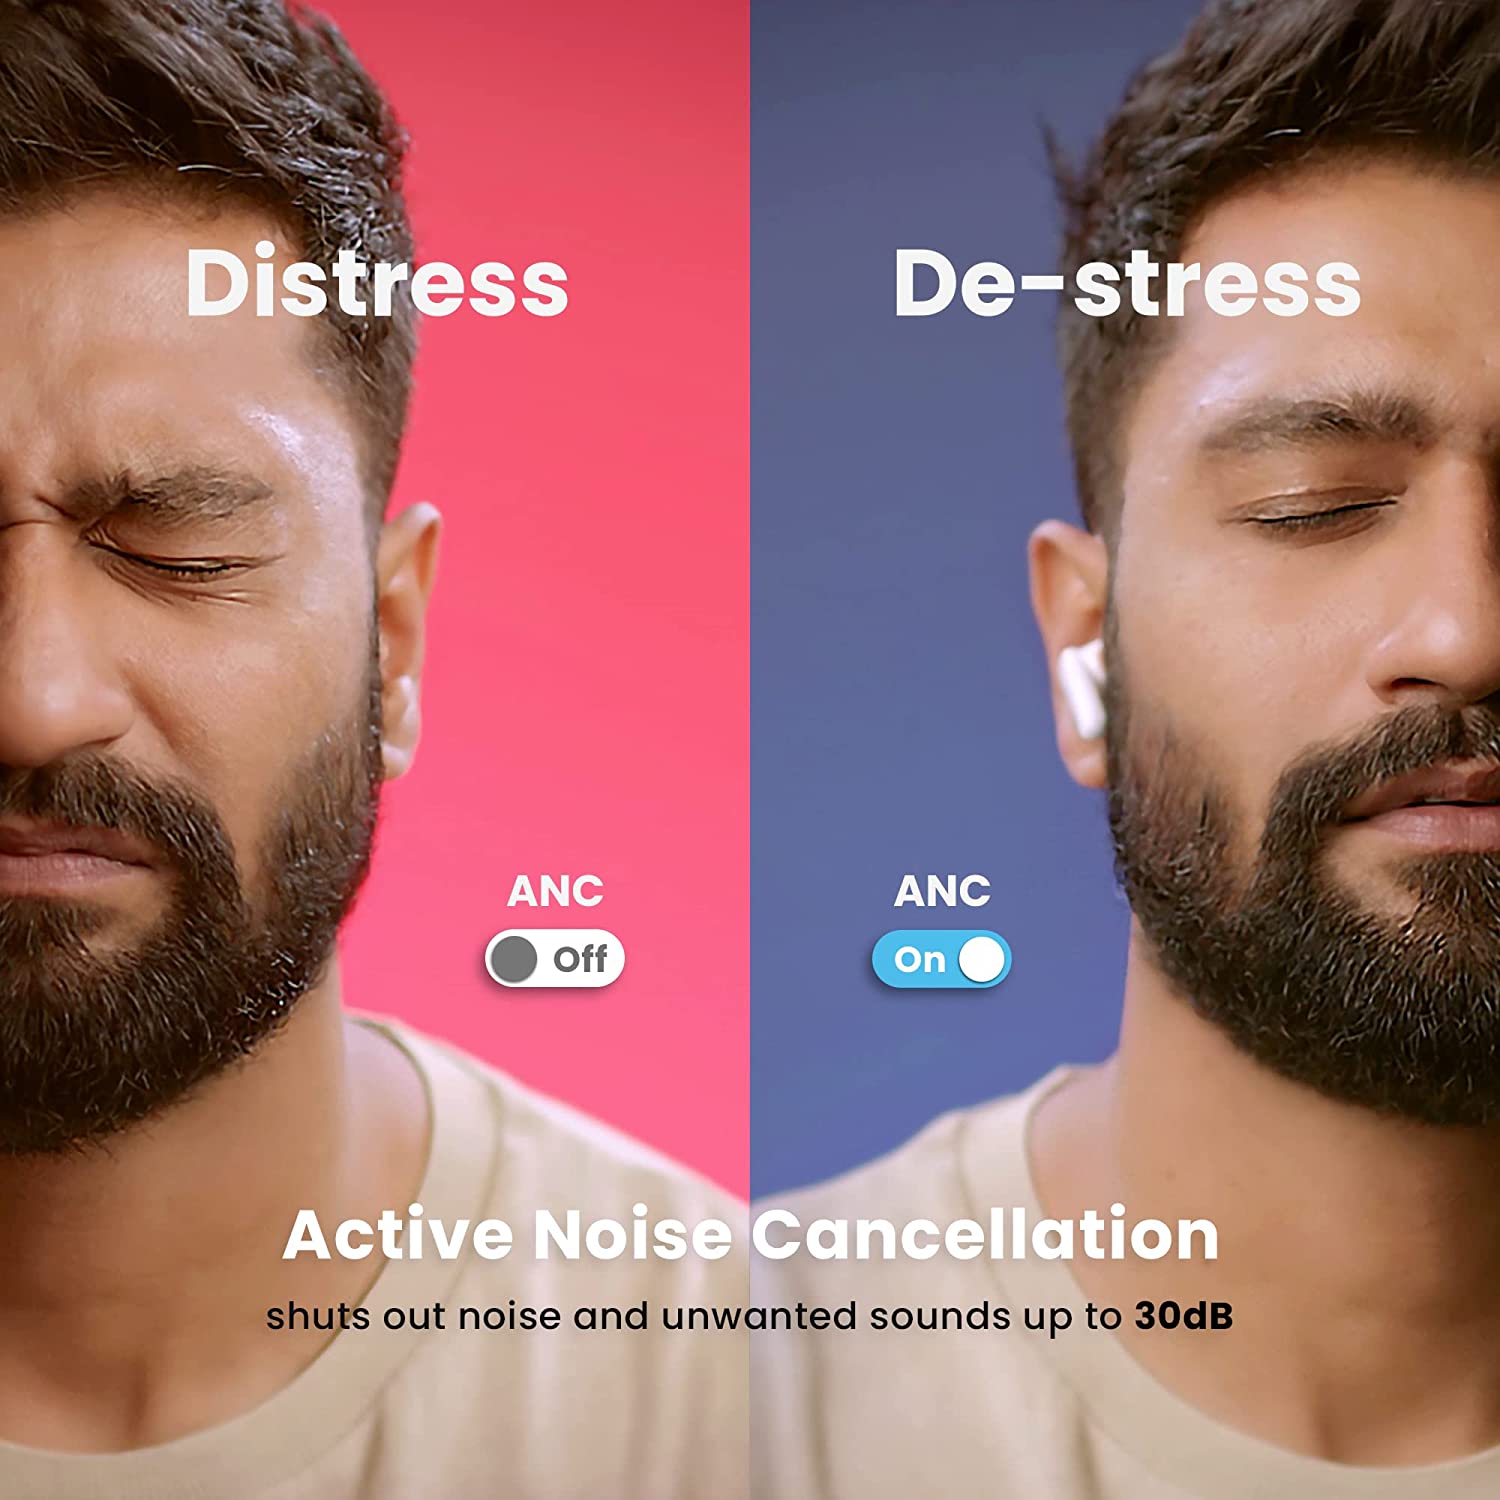 Distress
De-stress
ANC
Off
ANC
On
Active Noise Cancellation
shuts out noise and unwanted sounds up to 30dB